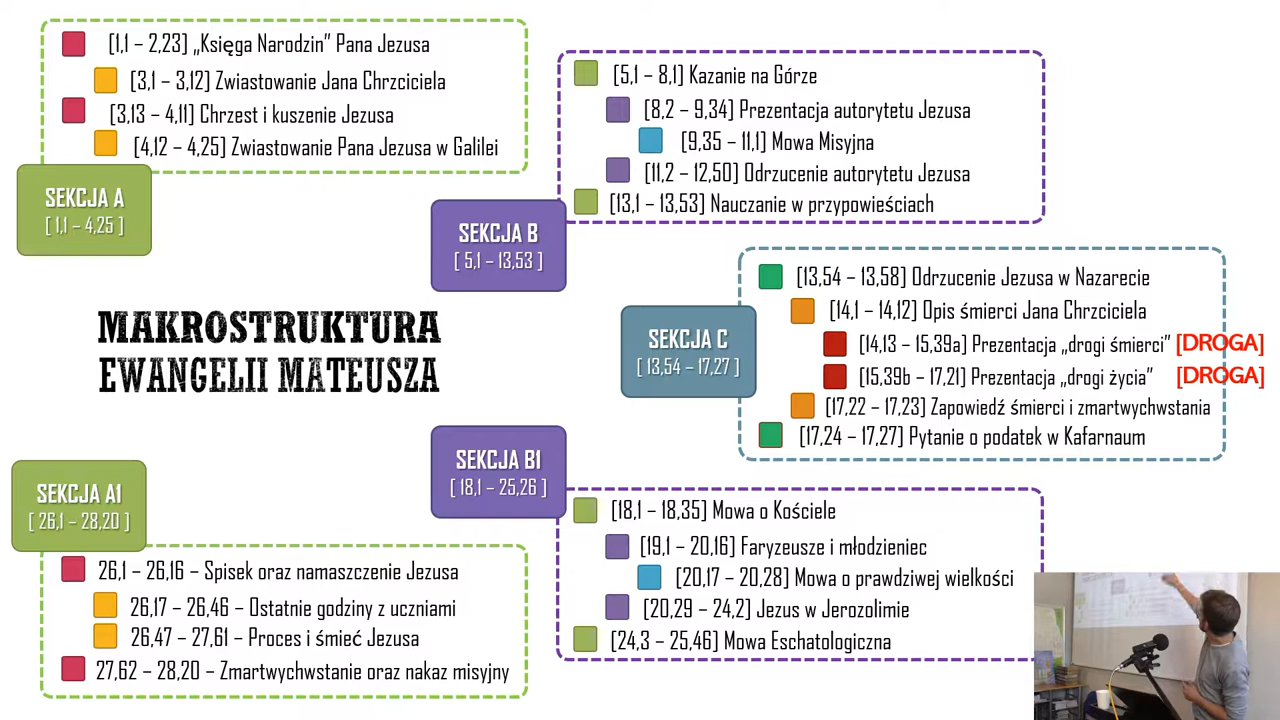 [1,1 – 2,23] „Księga Narodzin” Pana Jezusa
[3,1 – 3,12] Zwiastowanie Jana Chrzciciela
[3,13 – 4,11] Chrzest i kuszenie Jezusa
[4,12 – 4,25] Zwiastowanie Pana Jezusa w Galilei
SEKCJA A
[ 1,1 – 4,25 ]
[5,1 – 8,1] Kazanie na Górze
[8,2 – 9,34] Prezentacja autorytetu Jezusa
[9,35 – 11,1] Mowa Misyjna
[11,2 – 12,50] Odrzucenie autorytetu Jezusa
[13,1 – 13,53] Nauczanie w przypowieściach
SEKCJA B
[ 5,1 – 13,53 ]
MAKROSTRUKTURA
EWANGELII MATEUSZA
SEKCJA C
[ 13,54 – 17,27 ]
[13,54 – 13,58] Odrzucenie Jezusa w Nazarecie
[14,1 – 14,12] Opis śmierci Jana Chrzciciela
[14,13 – 15,39a] Prezentacja „drogi śmierci” [DROGA]
[15,39b – 17,21] Prezentacja „drogi życia” [DROGA]
[17,22 – 17,23] Zapowiedź śmierci i zmartwychwstania
[17,24 – 17,27] Pytanie o podatek w Kafarnaum
SEKCJA B1
[ 18,1 – 25,26 ]
[18,1 – 18,35] Mowa o Kościele
[19,1 – 20,16] Faryzeusze i młodzieniec
[20,17 – 20,28] Mowa o prawdziwej wielkości
[20,29 – 24,2] Jezus w Jerozolimie
[24,3 – 25,46] Mowa Eschatologiczna
SEKCJA A1
[ 26,1 – 28,20 ]
26,1 – 26,16 – Spisek oraz namaszczenie Jezusa
26,17 – 26,46 – Ostatnie godziny z uczniami
26,47 – 27,61 – Proces i śmieć Jezusa
27,62 – 28,20 – Zmartwychwstanie oraz nakaz misyjny